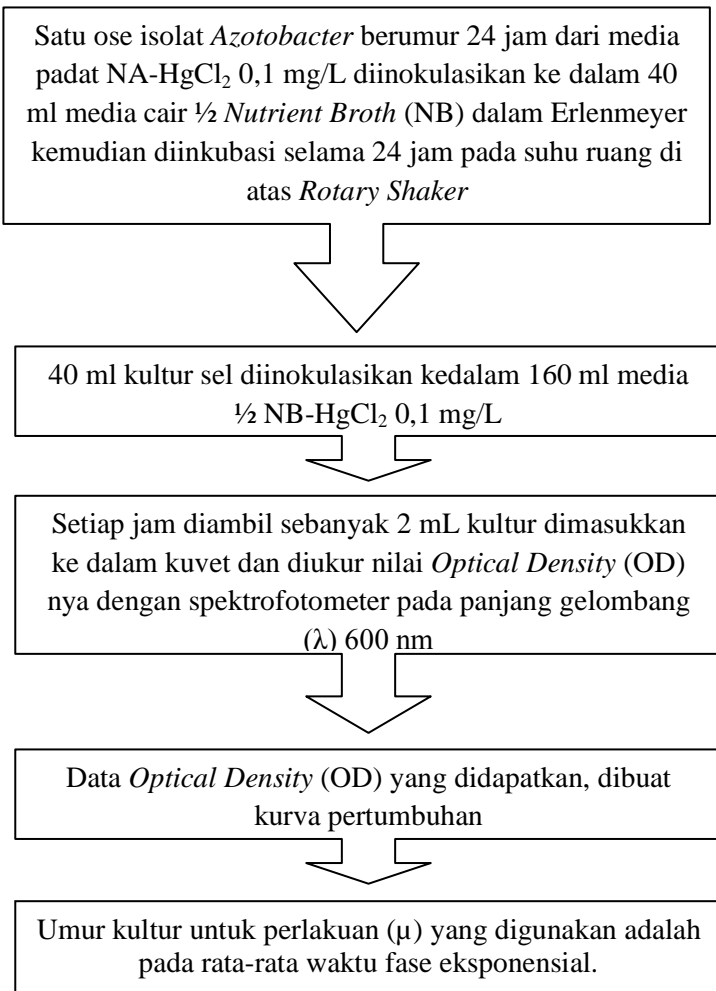 Satu ose isolat Azotobacter berumur 24 jam dari media
padat NA-HgCl₂ 0,1 mg/L diinokulasikan ke dalam 40
ml media cair ½ Nutrient Broth (NB) dalam Erlenmeyer
kemudian diinkubasi selama 24 jam pada suhu ruang di
atas Rotary Shaker
40 ml kultur sel diinokulasikan kedalam 160 ml media
½ NB-HgCl₂ 0,1 mg/L
Setiap jam diambil sebanyak 2 mL kultur dimasukkan
ke dalam kuvet dan diukur nilai Optical Density (OD)
nya dengan spektrofotometer pada panjang gelombang
(λ) 600 nm
Data Optical Density (OD) yang didapatkan, dibuat
kurva pertumbuhan
Umur kultur untuk perlakuan (µ) yang digunakan adalah
pada rata-rata waktu fase eksponensial.